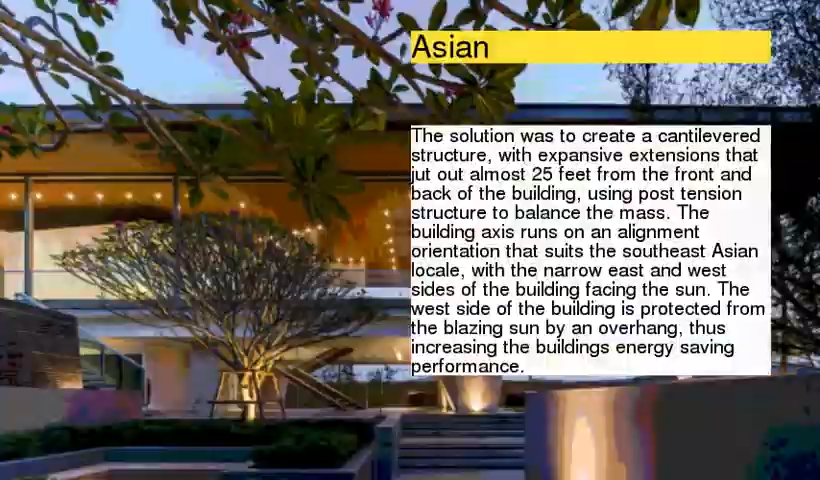 Asian
The solution was to create a cantilevered
structure, with expansive extensions that
jut out almost 25 feet from the front and
back of the building, using post tension
structure to balance the mass. The
building axis runs on an alignment
orientation that suits the southeast Asian
locale, with the narrow east and west
sides of the building facing the sun. The
west side of the building is protected from
the blazing sun by an overhang, thus
increasing the buildings energy saving
performance.